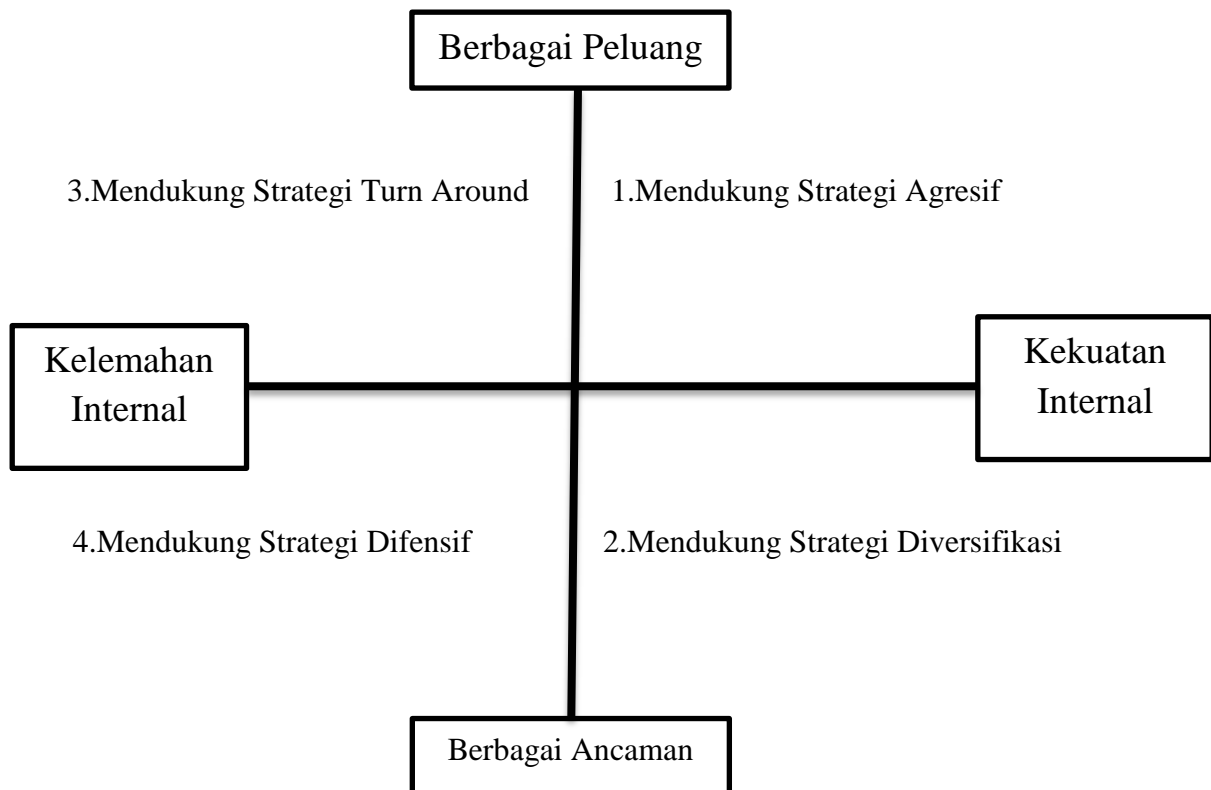 Berbagai Peluang
3.Mendukung Strategi Turn Around
1.Mendukung Strategi Agresif
Kelemahan
Internal
Kekuatan
Internal
4.Mendukung Strategi Difensif
2.Mendukung Strategi Diversifikasi
Berbagai Ancaman